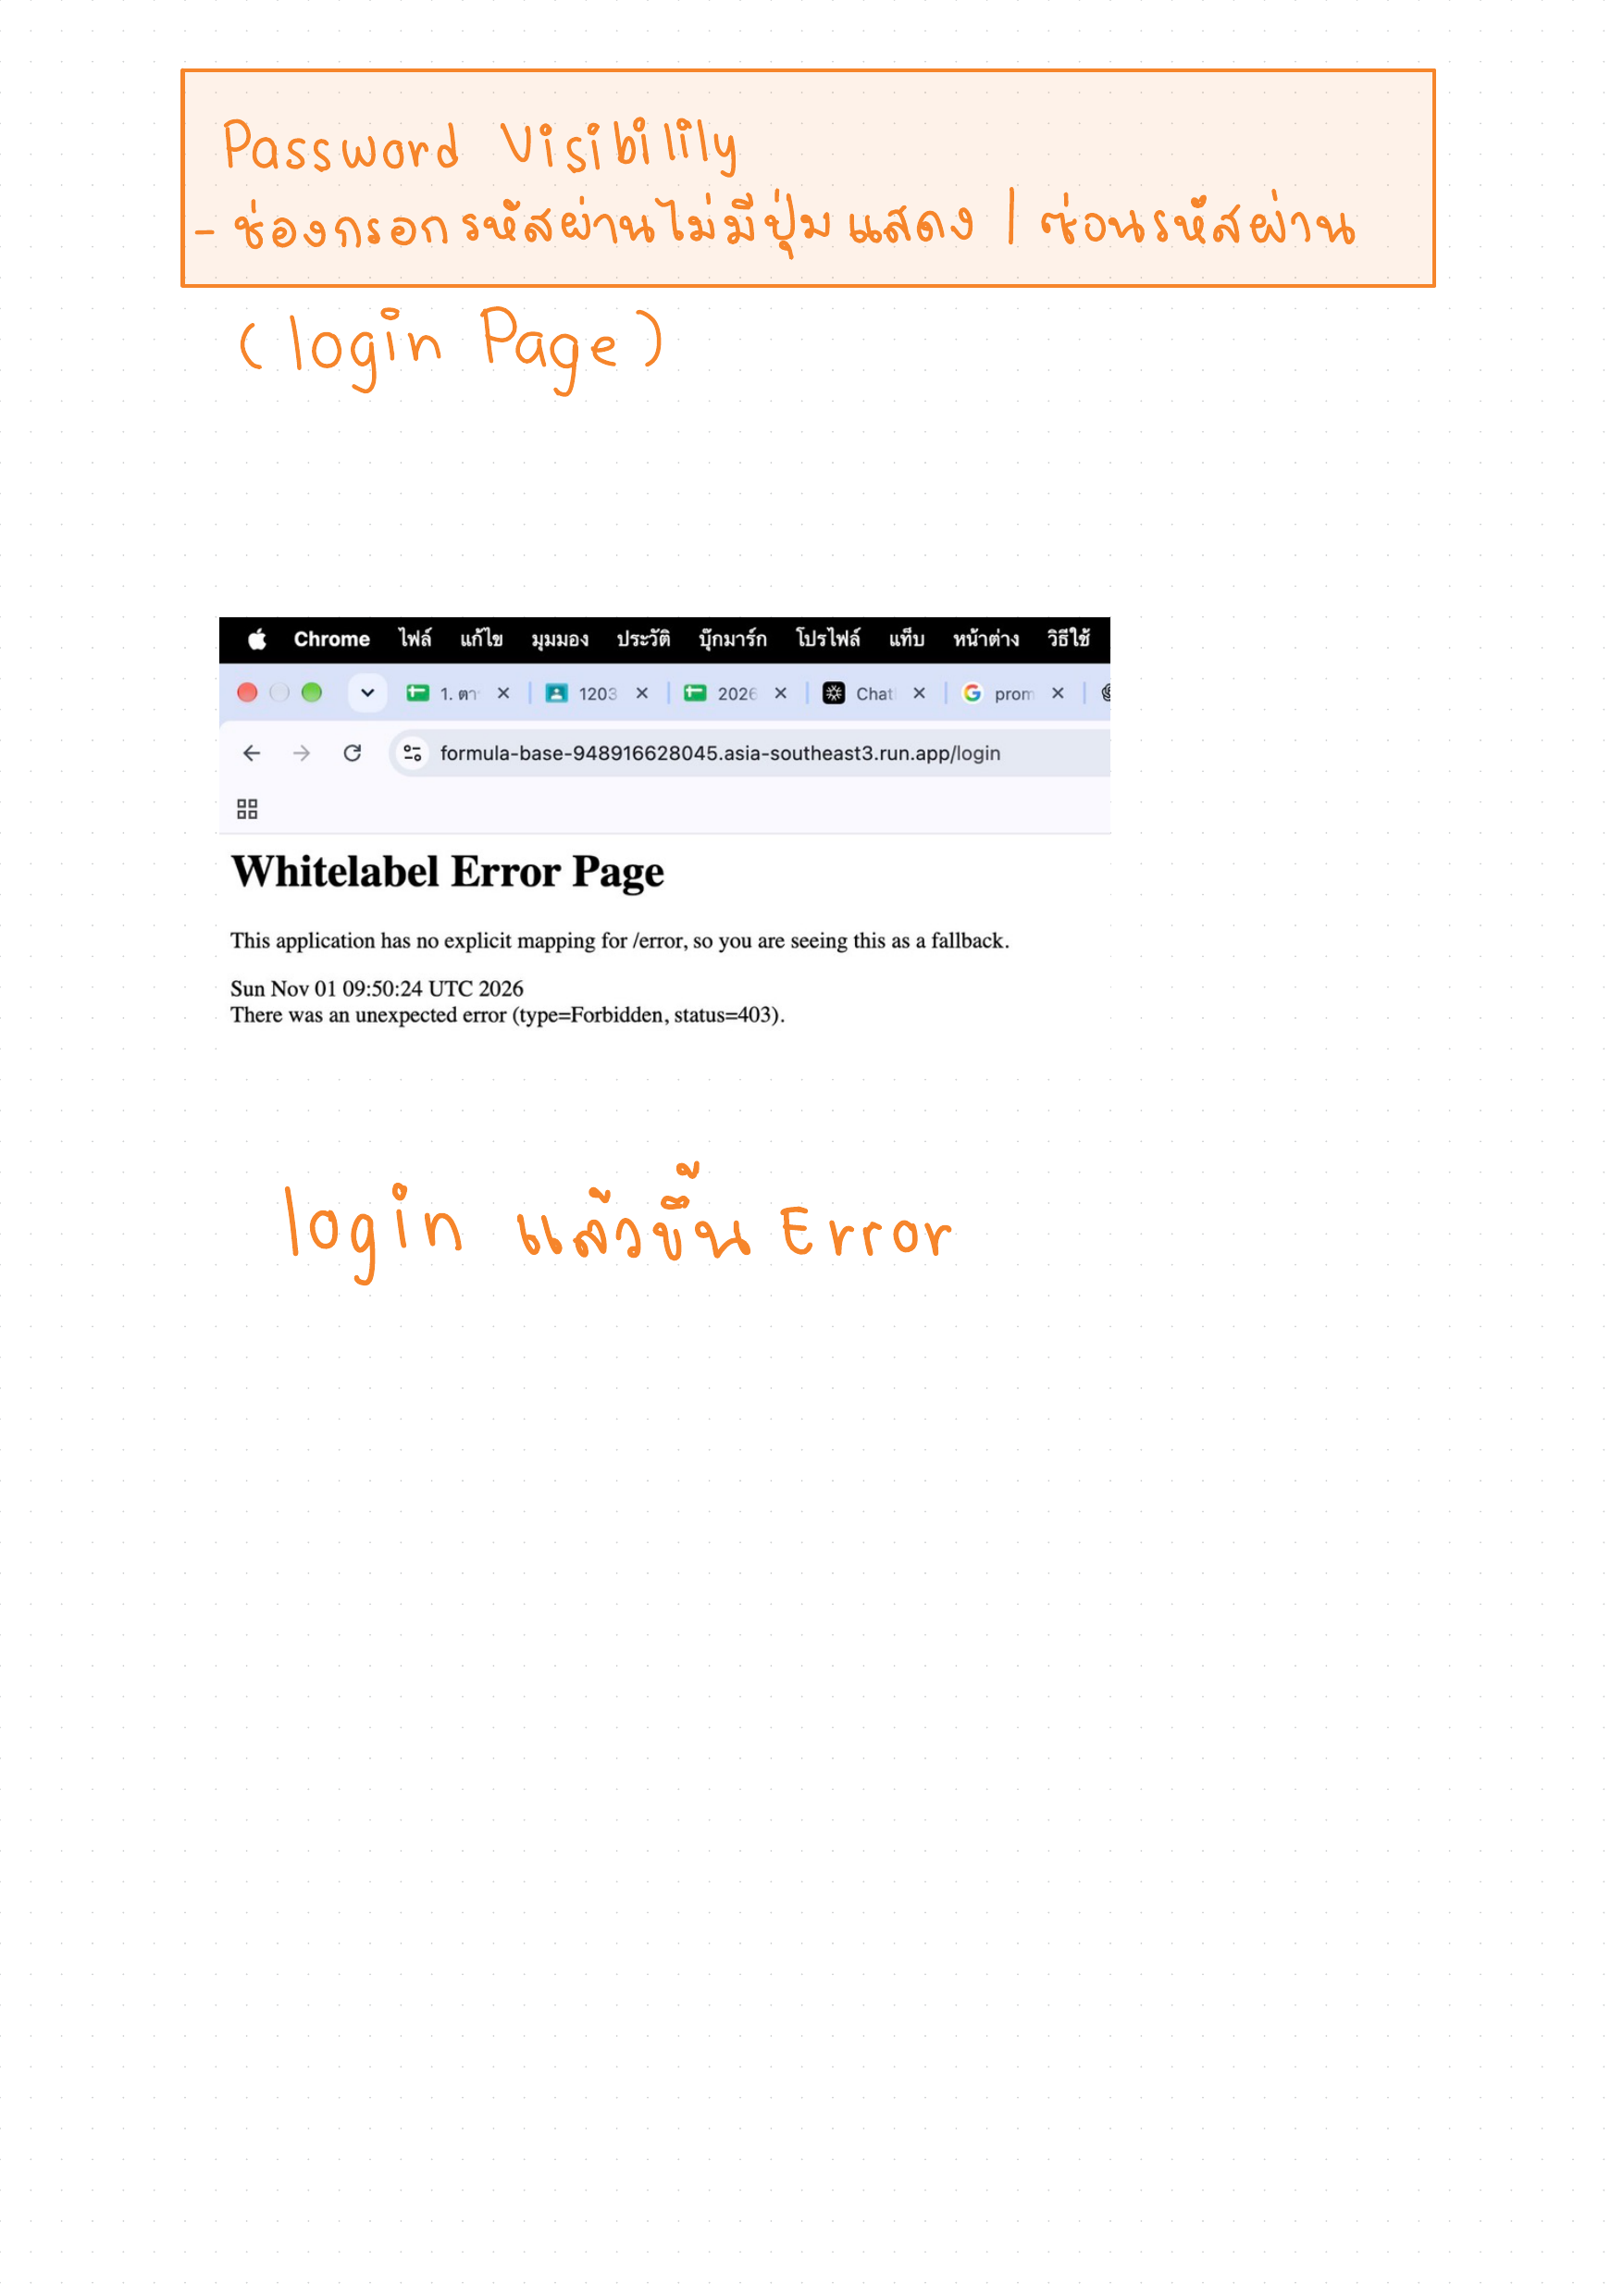 Password Visibilily
- ช่องกรอกรหัสผ่านไม่มีปุ่มแสดง / ซ่อนรหัสผ่าน
(login Page)
Chrome ไฟล์ แก้ไข มุมมอง ประวัติ บุ๊กมาร์ก โปรไฟล์ แท็บ หน้าต่าง วิธีใช้
1. ตา 1203 2026 Chat prom
formula-base-948916628045.asia-southeast3.run.app/login
Whitelabel Error Page
This application has no explicit mapping for /error, so you are seeing this as a fallback.
Sun Nov 01 09:50:24 UTC 2026
There was an unexpected error (type=Forbidden, status=403).
login แล้วขึ้น Error